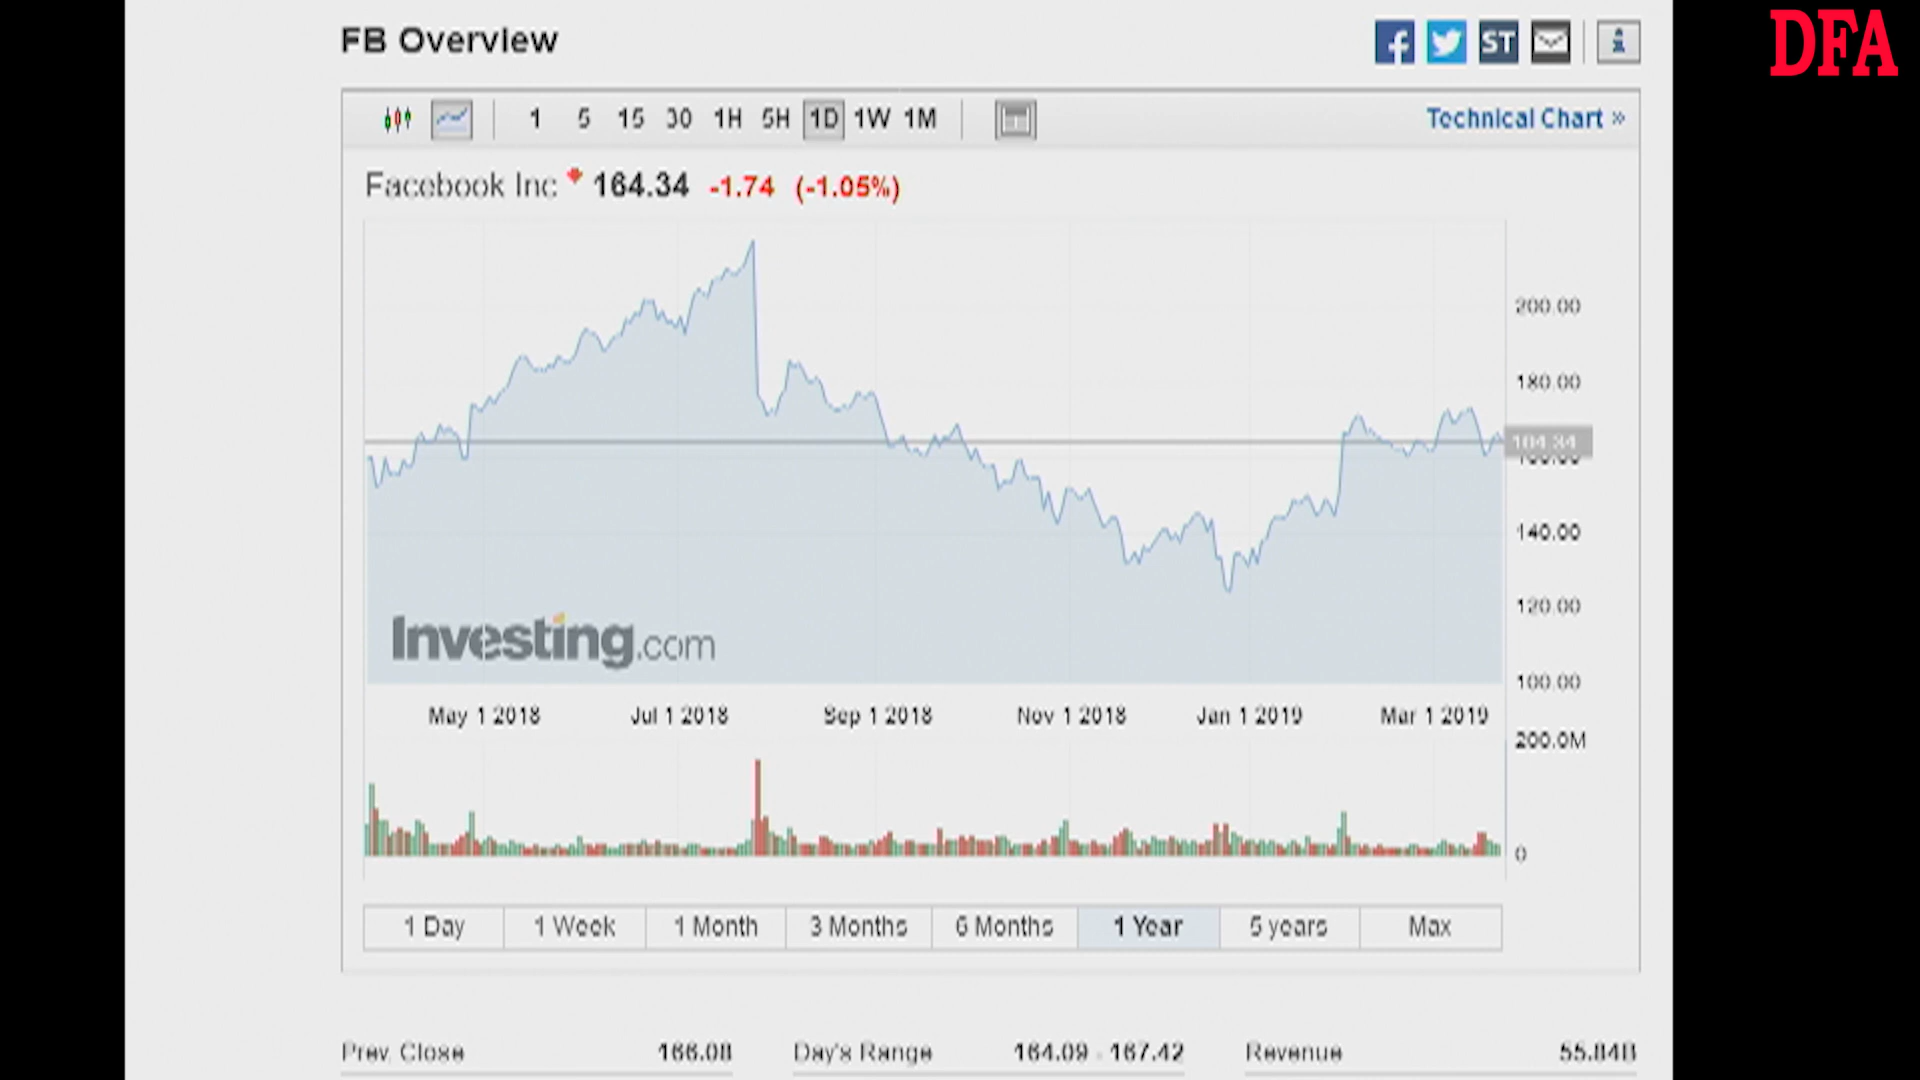 DFA
FB Overview
ST
1 5 15 30 1H 5H 1D 1W 1M
Technical Chart »
Facebook Inc 164.34 -1.74 (-1.05%)
200.00
180.00
164.34
160.00
140.00
120.00
100.00
Investing.com
May 1 2018 Jul 1 2018 Sep 1 2018 Nov 1 2018 Jan 1 2019 Mar 1 2019
200.0M
0
1 Day 1 Week 1 Month 3 Months 6 Months 1 Year 5 years Max
Prev. Close 166.08 Day's Range 164.09 - 167.42 Revenue 55.84B